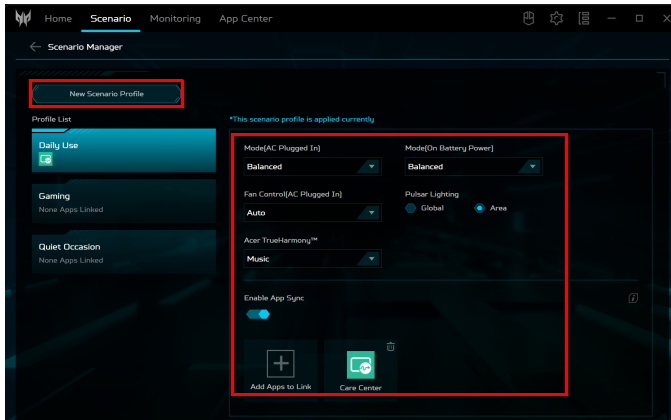 Home Scenario Monitoring App Center
Scenario Manager
New Scenario Profile
Profile List
*This scenario profile is applied currently
Daily Use
Gaming
None Apps Linked
Quiet Occasion
None Apps Linked
Mode(AC Plugged In) Mode(On Battery Power)
Balanced Balanced
Fan Control(AC Plugged In) Pulsar Lighting
Auto Global Area
Acer TrueHarmony™
Music
Enable App Sync
Add Apps to Link Care Center